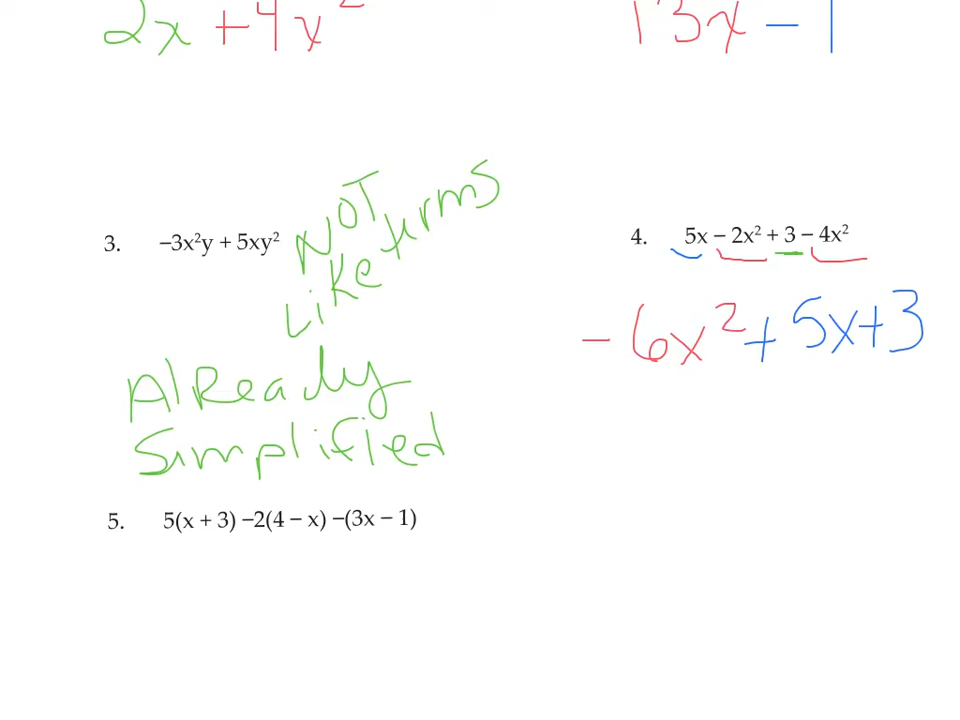 2x + 4x²
13x − 1
3. −3x²y + 5xy²
NOT
Like terms
Already
Simplified
4. 5x − 2x² + 3 − 4x²
− 6x² + 5x + 3
5. 5(x + 3) −2(4 − x) −(3x − 1)